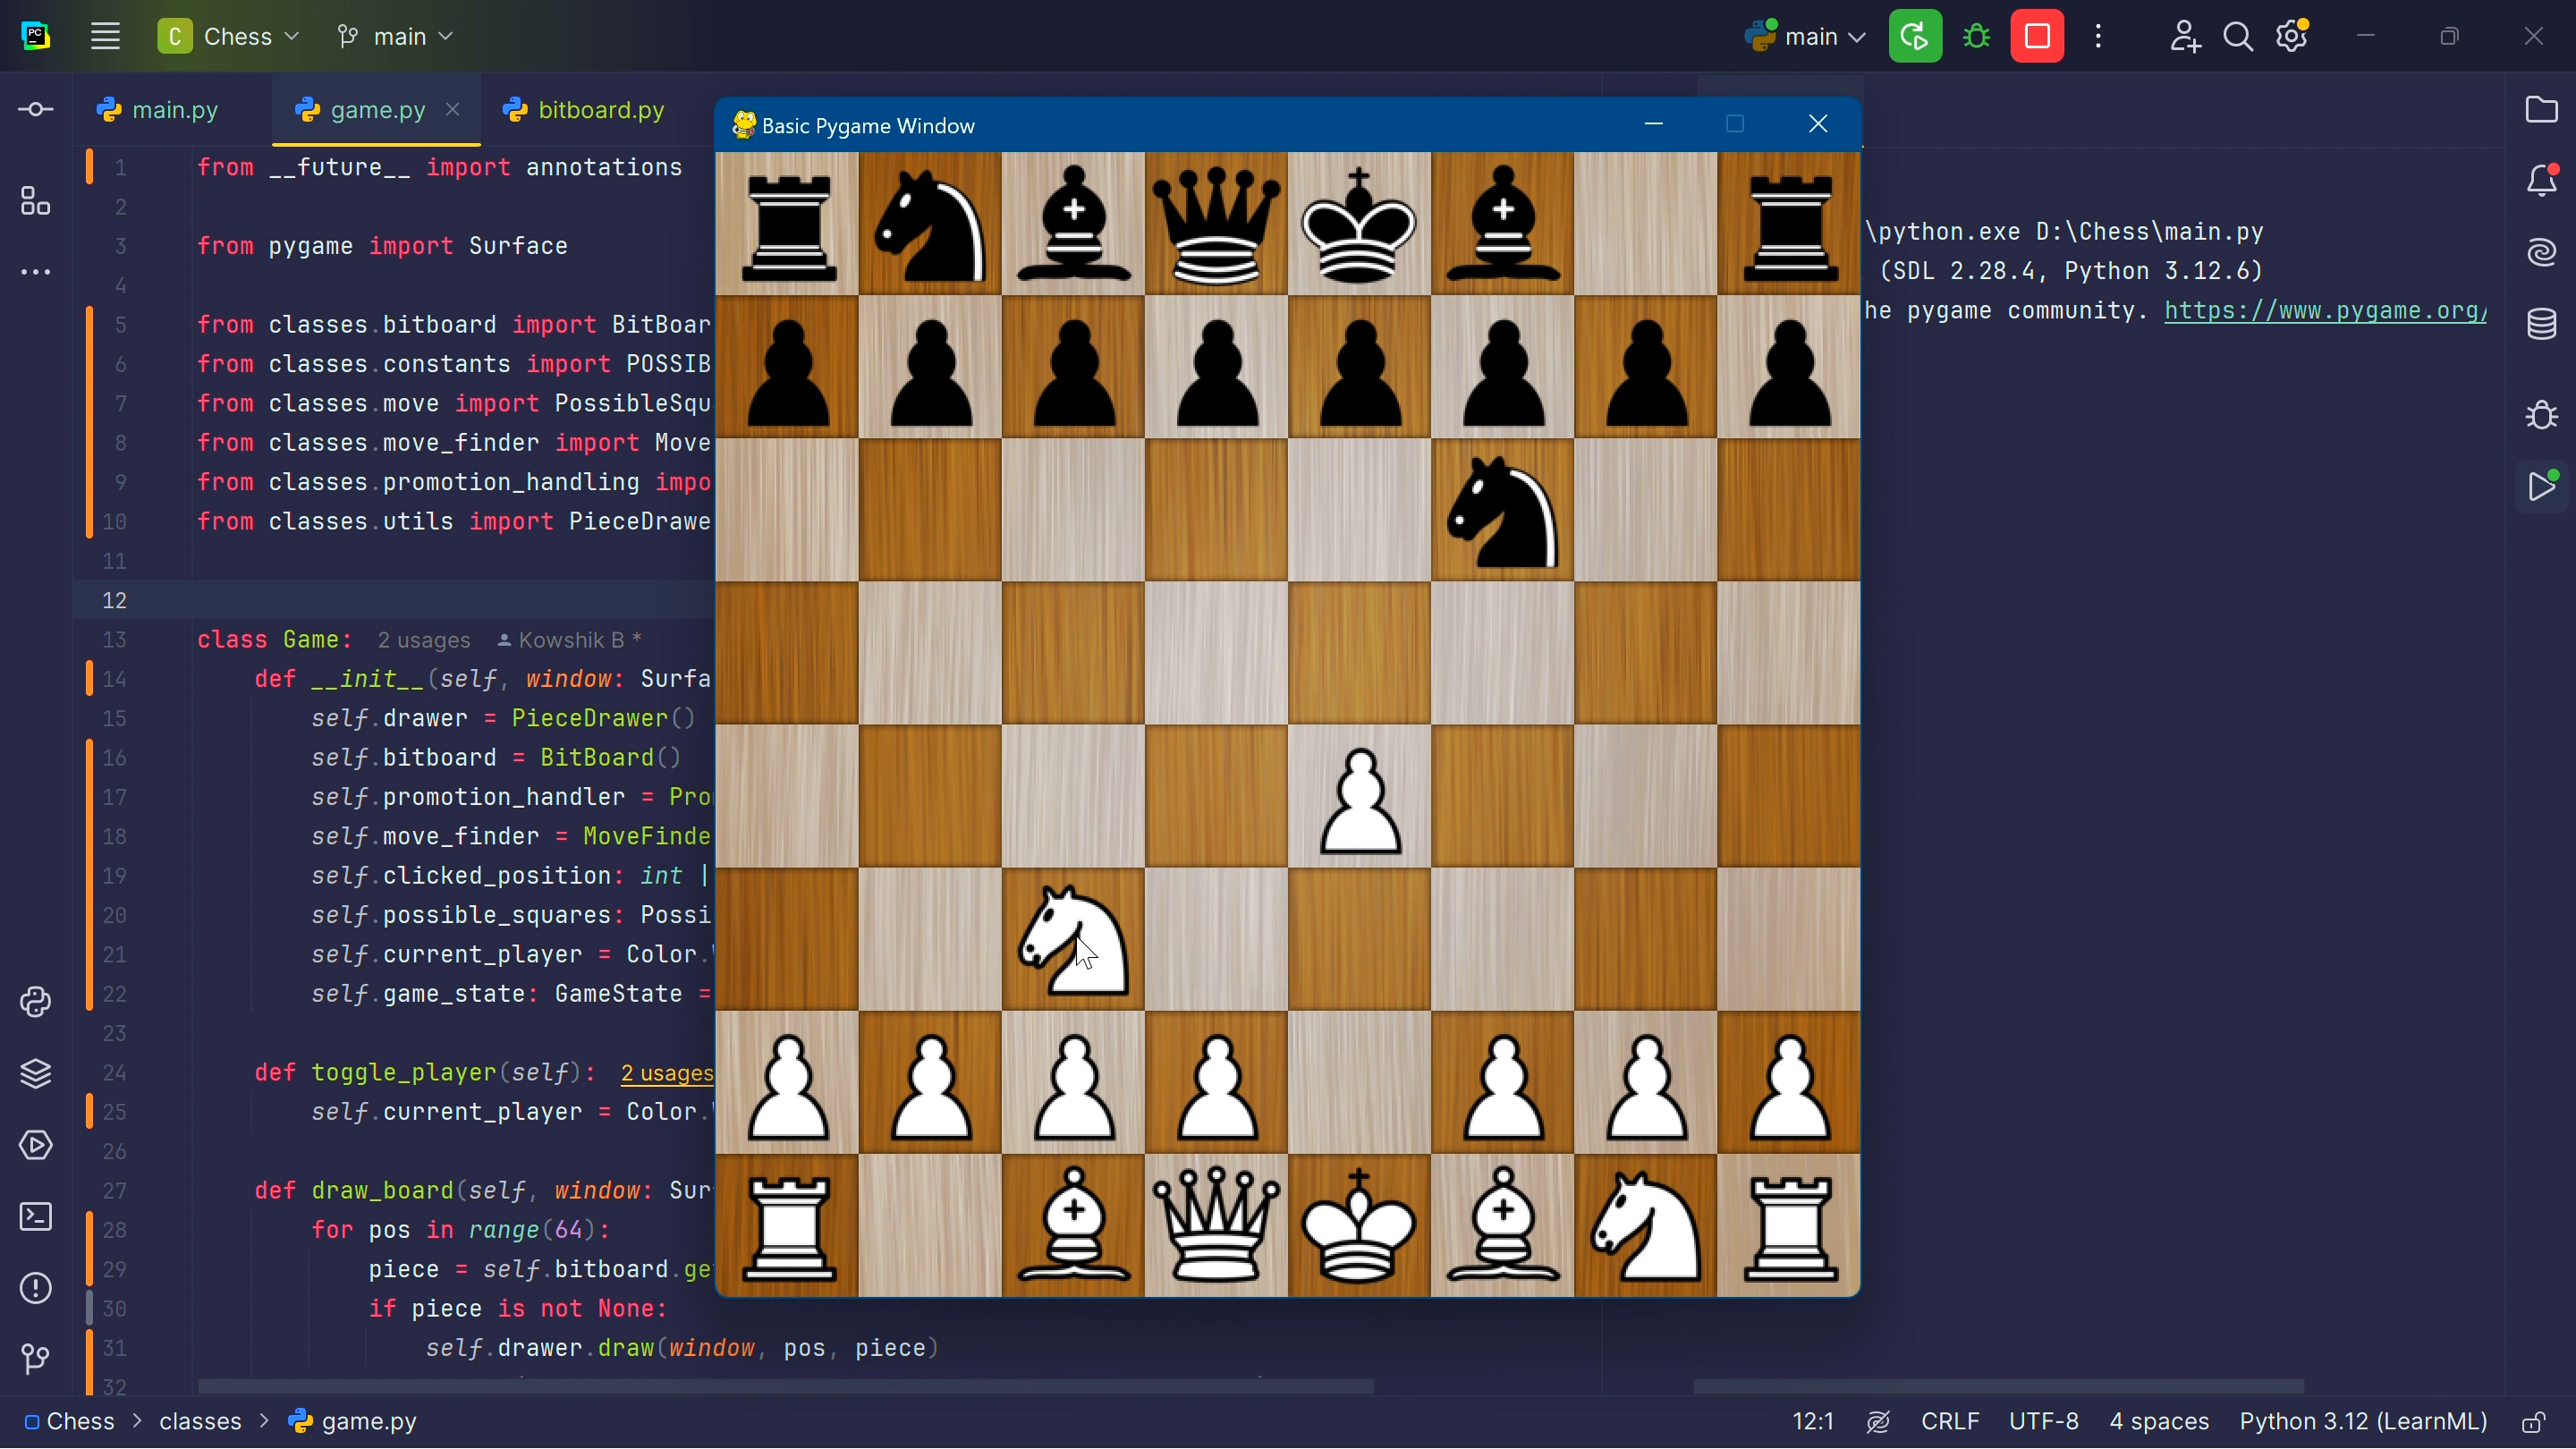 PC
C Chess main main
main.py game.py bitboard.py
Basic Pygame Window
1 from __future__ import annotations
2
3 from pygame import Surface
4
5 from classes.bitboard import BitBoar
6 from classes.constants import POSSIB
7 from classes.move import PossibleSqu
8 from classes.move_finder import Move
9 from classes.promotion_handling impo
10 from classes.utils import PieceDrawe
11
12
13 class Game: 2 usages Kowshik B *
14 def __init__(self, window: Surfa
15 self.drawer = PieceDrawer()
16 self.bitboard = BitBoard()
17 self.promotion_handler = Pro
18 self.move_finder = MoveFinde
19 self.clicked_position: int |
20 self.possible_squares: Possi
21 self.current_player = Color.
22 self.game_state: GameState =
23
24 def toggle_player(self): 2 usages
25 self.current_player = Color.
26
27 def draw_board(self, window: Sur
28 for pos in range(64):
29 piece = self.bitboard.ge
30 if piece is not None:
31 self.drawer.draw(window, pos, piece)
32
\python.exe D:\Chess\main.py
(SDL 2.28.4, Python 3.12.6)
he pygame community. https://www.pygame.org/
Chess > classes > game.py 12:1 CRLF UTF-8 4 spaces Python 3.12 (LearnML)